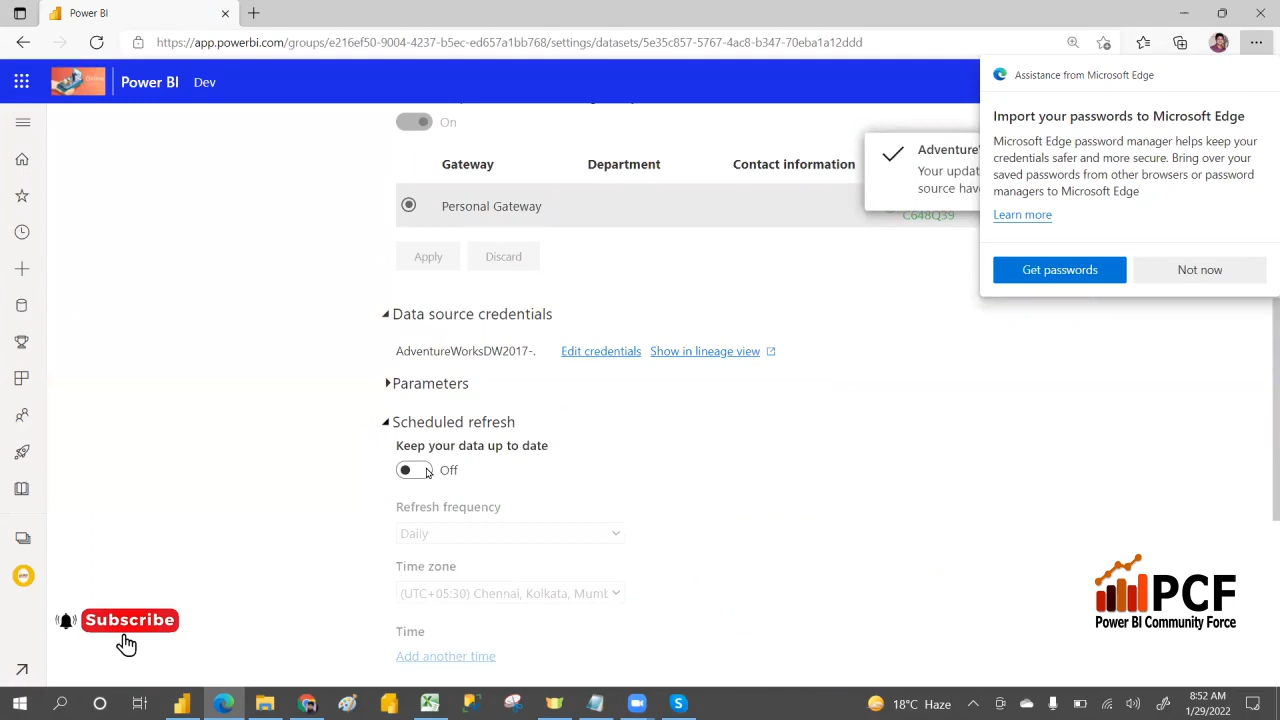 Power BI
https://app.powerbi.com/groups/e216ef50-9004-4237-b5ec-ed657a1bb768/settings/datasets/5e35c857-5767-4ac8-b347-70eba1a12ddd
Power BI Dev
Assistance from Microsoft Edge
Import your passwords to Microsoft Edge
Microsoft Edge password manager helps keep your
credentials safer and more secure. Bring over your
saved passwords from other browsers or password
managers to Microsoft Edge
Learn more
Get passwords Not now
On
Adventure
Your updat
source have
Gateway Department Contact information
Personal Gateway
C648Q39
Apply Discard
Data source credentials
AdventureWorksDW2017-. Edit credentials Show in lineage view
Parameters
Scheduled refresh
Keep your data up to date
Off
Refresh frequency
Daily
Time zone
(UTC+05:30) Chennai, Kolkata, Mumb
Time
Add another time
Subscribe
PCF
Power BI Community Force
18°C Haze
8:52 AM
1/29/2022